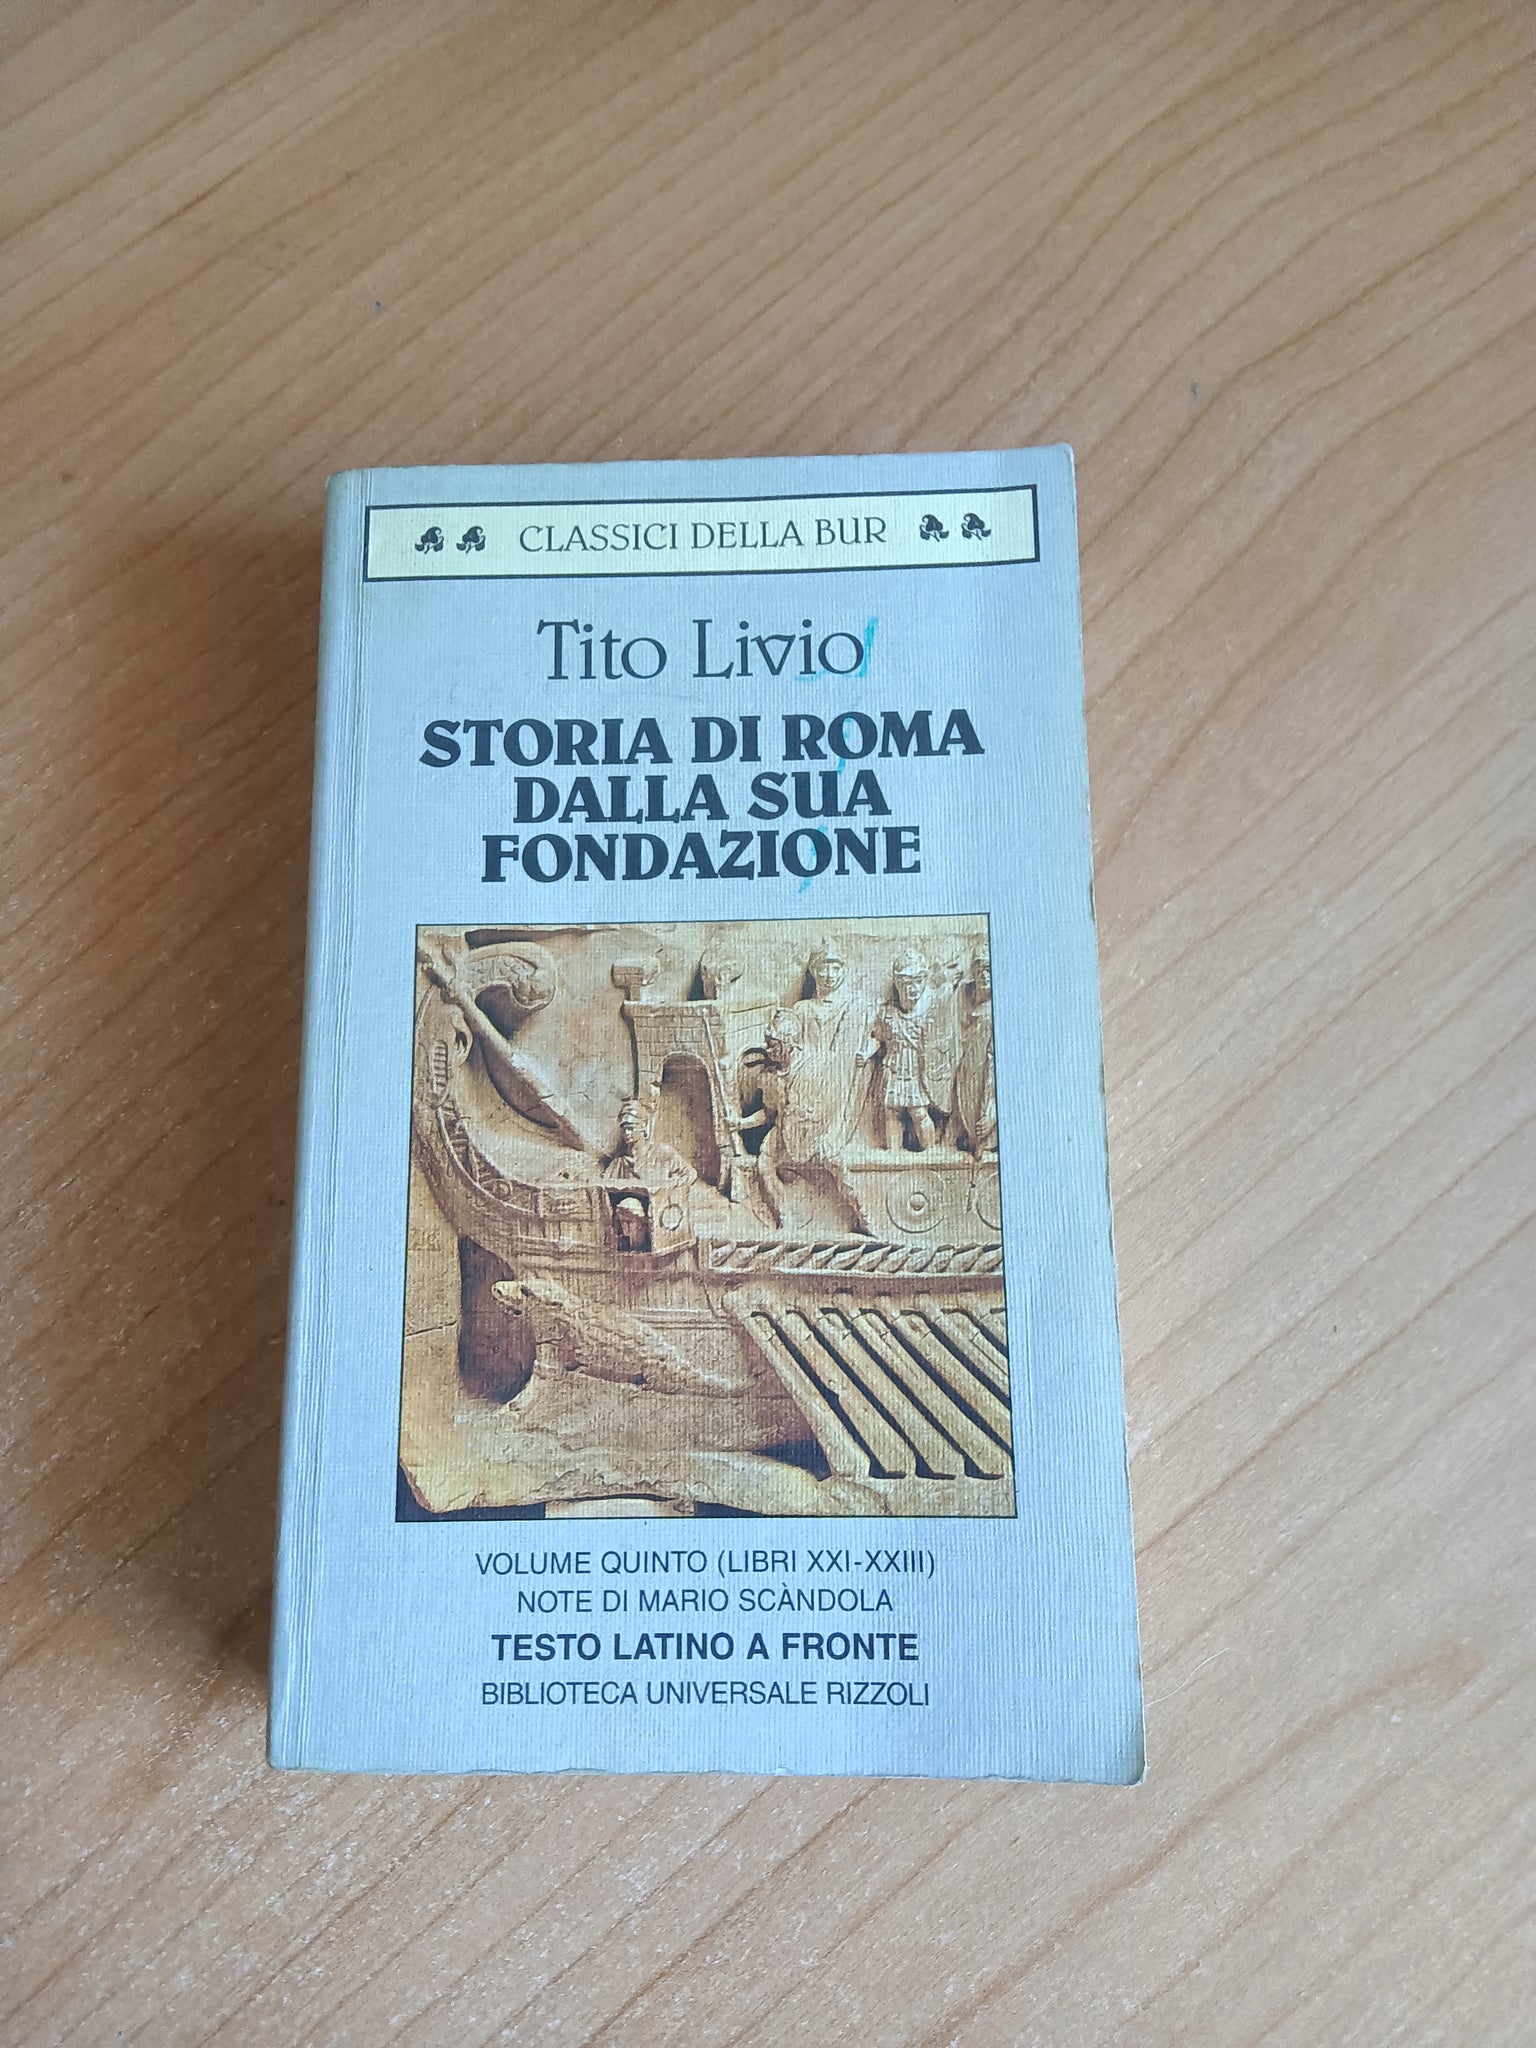 CLASSICI DELLA BUR
Tito Livio
STORIA DI ROMA
DALLA SUA
FONDAZIONE
VOLUME QUINTO (LIBRI XXI-XXIII)
NOTE DI MARIO SCÀNDOLA
TESTO LATINO A FRONTE
BIBLIOTECA UNIVERSALE RIZZOLI